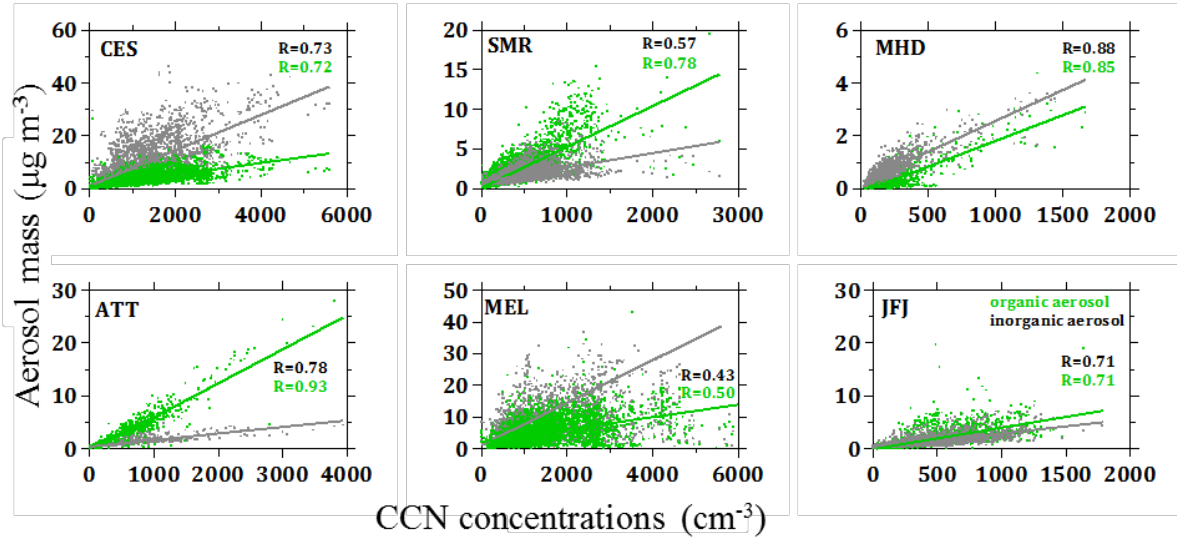 Aerosol mass (μg m-3)
60
40
20
0
CES
R=0.73
R=0.72
0 2000 4000 6000
20
15
10
5
0
SMR
R=0.57
R=0.78
0 1000 2000 3000
6
4
2
0
MHD
R=0.88
R=0.85
0 500 1000 1500 2000
30
20
10
0
ATT
R=0.78
R=0.93
0 1000 2000 3000 4000
50
40
30
20
10
0
MEL
R=0.43
R=0.50
0 2000 4000 6000
30
20
10
0
JFJ
organic aerosol
inorganic aerosol
R=0.71
R=0.71
0 500 1000 1500 2000
CCN concentrations (cm-3)